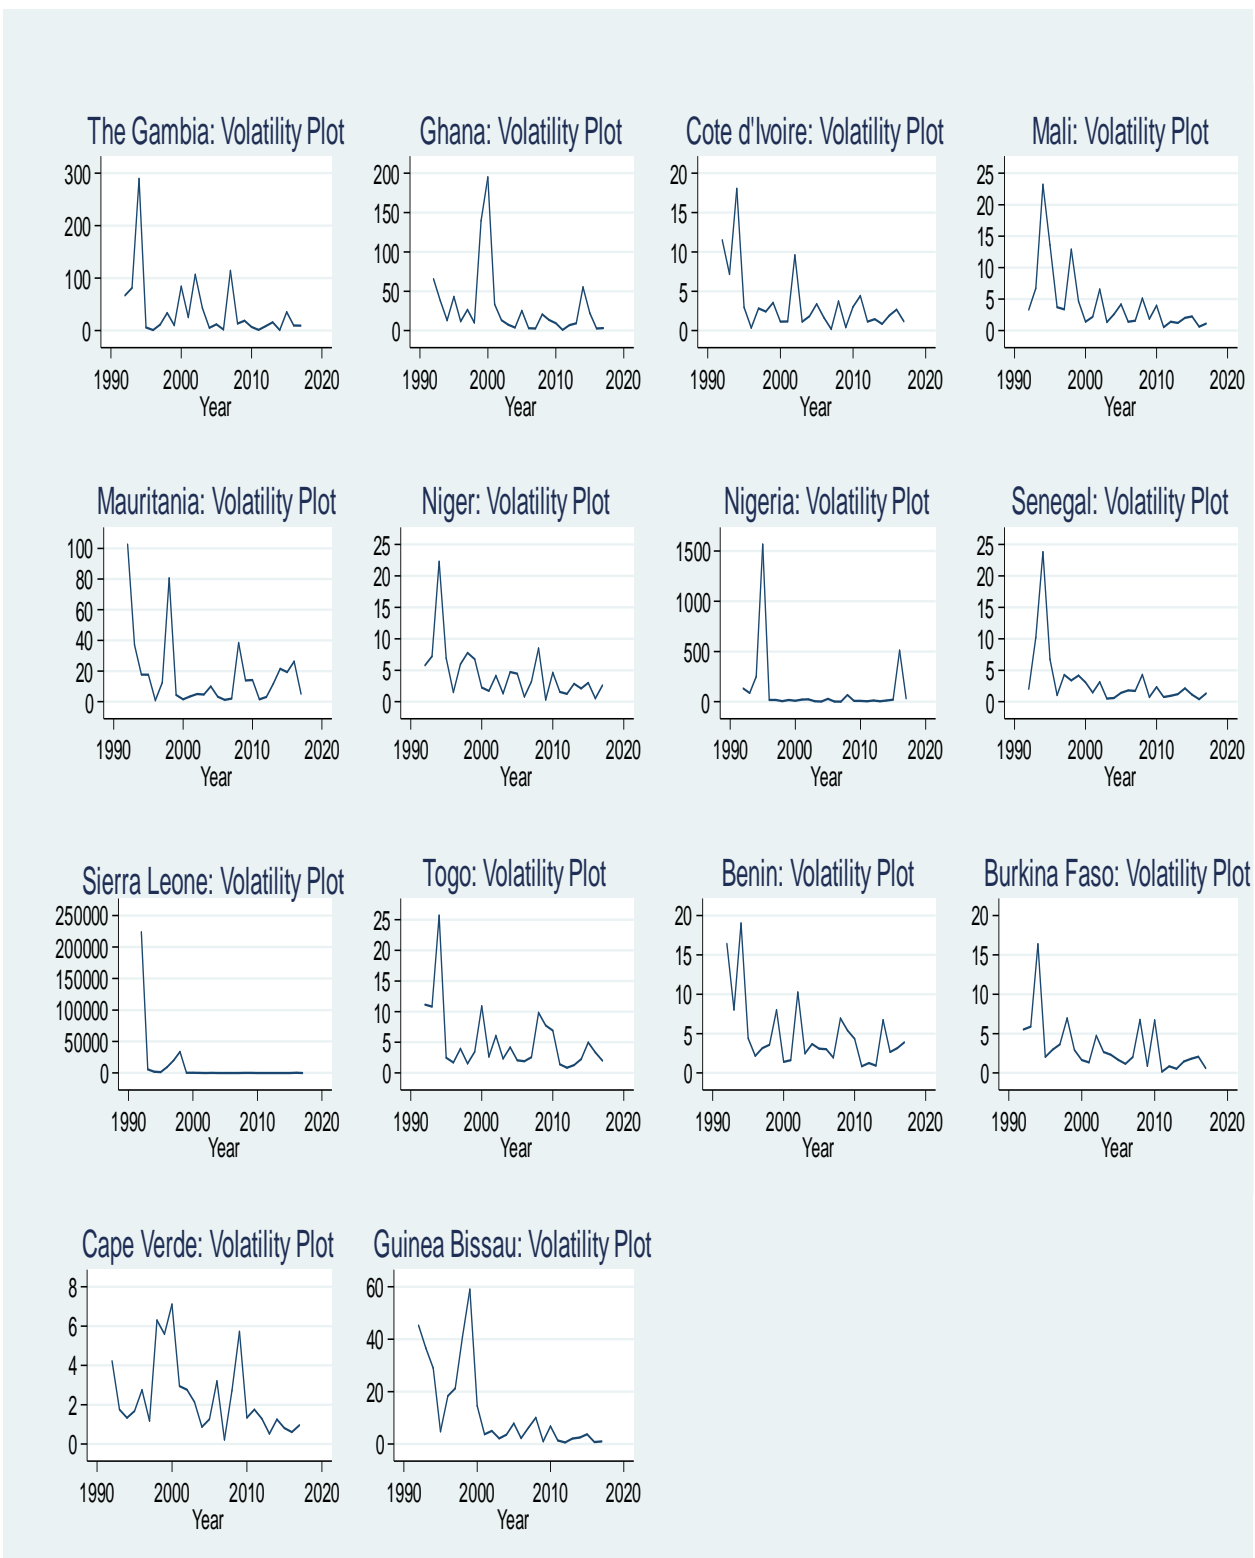 The Gambia: Volatility Plot
300
200
100
0
1990 2000 2010 2020
Year
Ghana: Volatility Plot
200
150
100
50
0
1990 2000 2010 2020
Year
Cote d'Ivoire: Volatility Plot
20
15
10
5
0
1990 2000 2010 2020
Year
Mali: Volatility Plot
25
20
15
10
5
0
1990 2000 2010 2020
Year
Mauritania: Volatility Plot
100
80
60
40
20
0
1990 2000 2010 2020
Year
Niger: Volatility Plot
25
20
15
10
5
0
1990 2000 2010 2020
Year
Nigeria: Volatility Plot
1500
1000
500
0
1990 2000 2010 2020
Year
Senegal: Volatility Plot
25
20
15
10
5
0
1990 2000 2010 2020
Year
Sierra Leone: Volatility Plot
250000
200000
150000
100000
50000
0
1990 2000 2010 2020
Year
Togo: Volatility Plot
25
20
15
10
5
0
1990 2000 2010 2020
Year
Benin: Volatility Plot
20
15
10
5
0
1990 2000 2010 2020
Year
Burkina Faso: Volatility Plot
20
15
10
5
0
1990 2000 2010 2020
Year
Cape Verde: Volatility Plot
8
6
4
2
0
1990 2000 2010 2020
Year
Guinea Bissau: Volatility Plot
60
40
20
0
1990 2000 2010 2020
Year